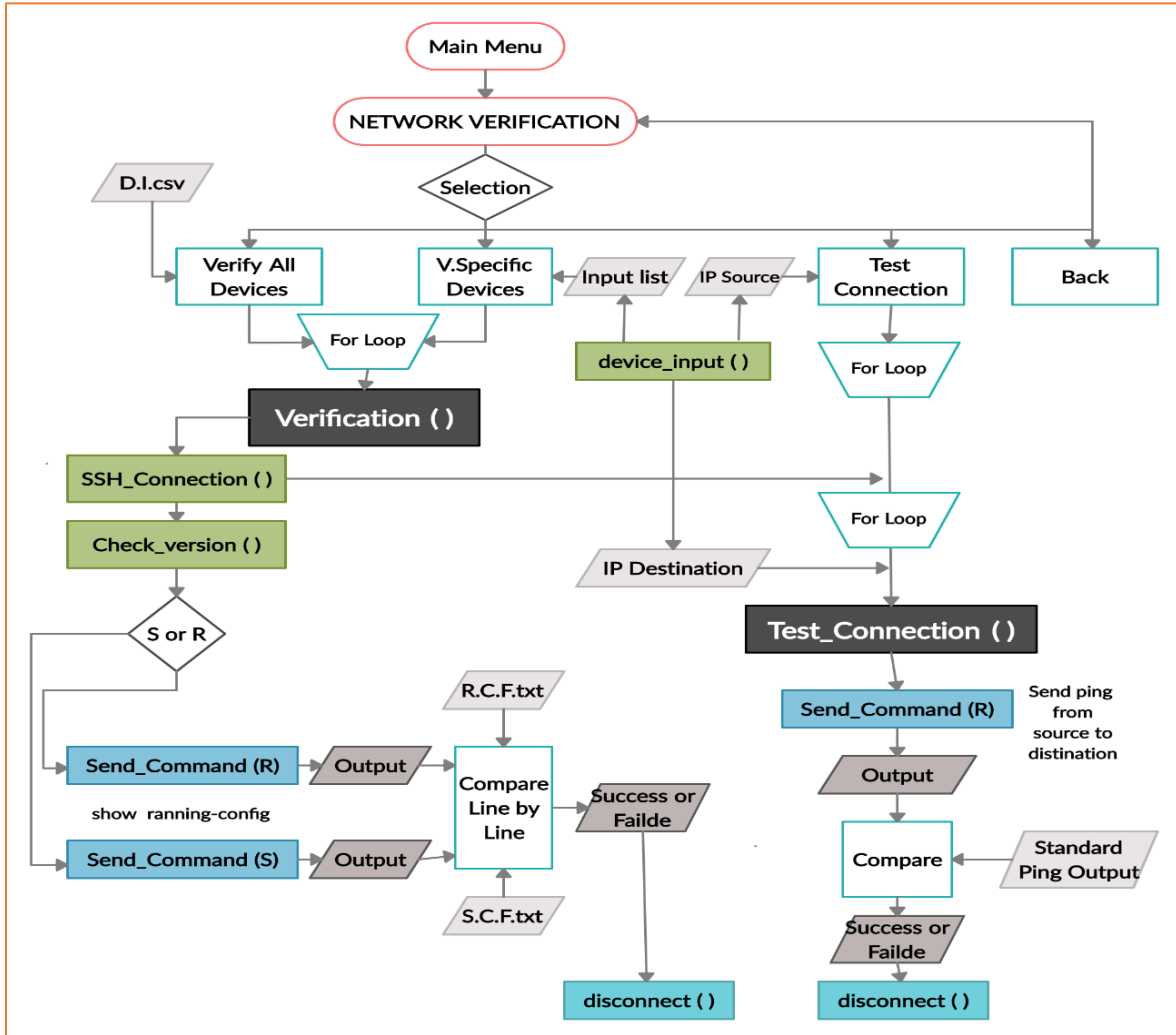 Main Menu
NETWORK VERIFICATION
Selection
D.I.csv
Verify All
Devices
V.Specific
Devices
Input list
IP Source
Test
Connection
Back
For Loop
device_input ( )
For Loop
Verification ( )
SSH_Connection ( )
For Loop
Check_version ( )
IP Destination
S or R
Test_Connection ( )
R.C.F.txt
Send_Command (R)
Send ping
from
source to
distination
Send_Command (R)
Output
Compare
Line by
Line
Success or
Failde
Output
show ranning-config
Send_Command (S)
Output
Compare
Standard
Ping Output
S.C.F.txt
Success or
Failde
disconnect ( )
disconnect ( )